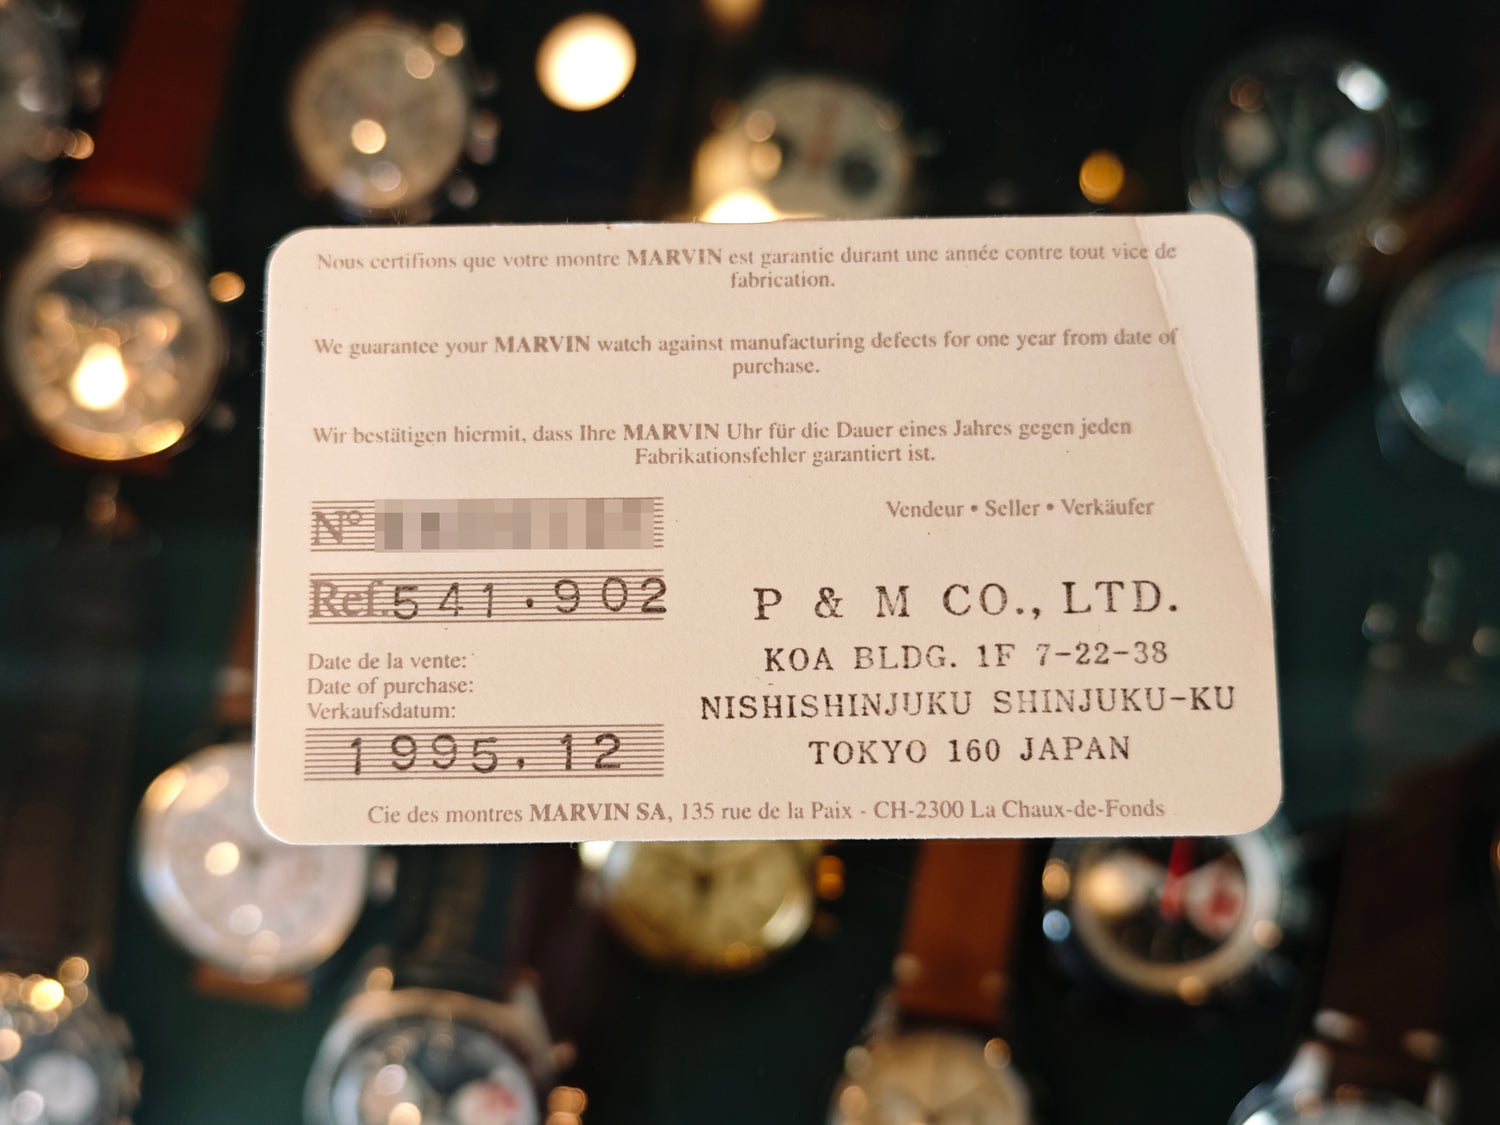 Nous certifions que votre montre MARVIN est garantie durant une année contre tout vice de
fabrication.
We guarantee your MARVIN watch against manufacturing defects for one year from date of
purchase.
Wir bestätigen hiermit, dass Ihre MARVIN Uhr für die Dauer eines Jahres gegen jeden
Fabrikationsfehler garantiert ist.
Nº
Ref. 541.902
Date de la vente:
Date of purchase:
Verkaufsdatum:
1995.12
Vendeur • Seller • Verkäufer
P & M CO., LTD.
KOA BLDG. 1F 7-22-38
NISHISHINJUKU SHINJUKU-KU
TOKYO 160 JAPAN
Cie des montres MARVIN SA, 135 rue de la Paix - CH-2300 La Chaux-de-Fonds